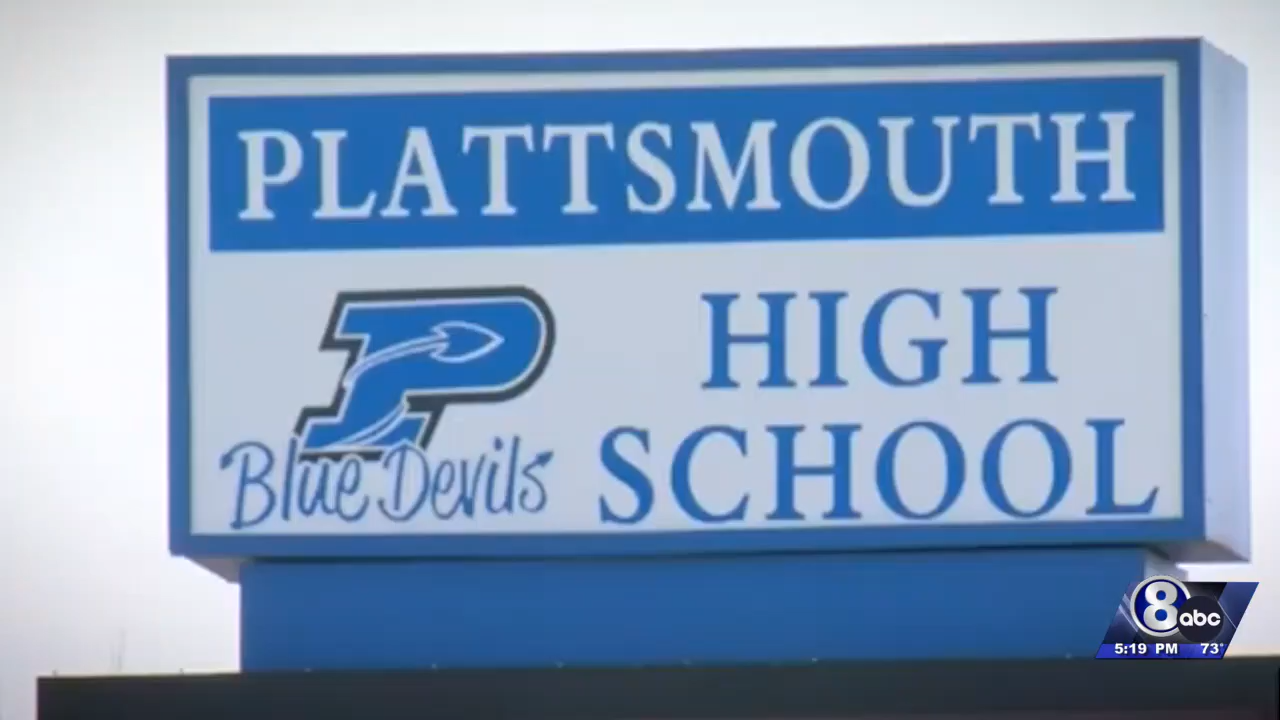 PLATTSMOUTH
P
Blue Devils
HIGH
SCHOOL
8 abc
5:19 PM 73°